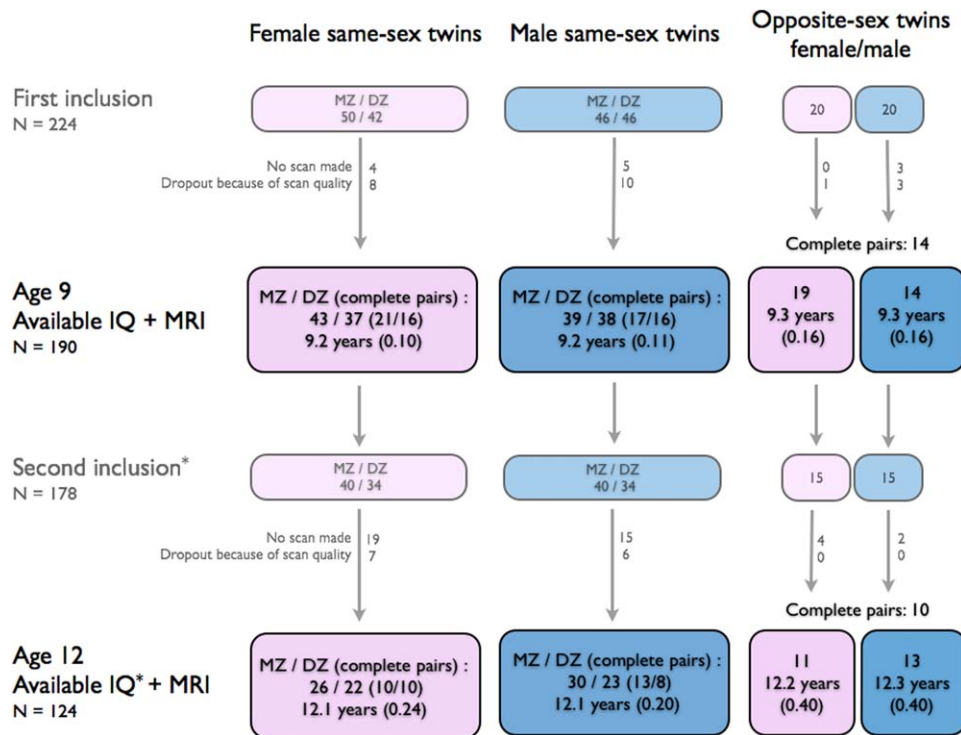 Female same-sex twins
Male same-sex twins
Opposite-sex twins
female/male
First inclusion
N = 224
MZ / DZ
50 / 42
MZ / DZ
46 / 46
20
20
No scan made
4
5
0
3
Dropout because of scan quality
8
10
1
3
Complete pairs: 14
Age 9
Available IQ + MRI
N = 190
MZ / DZ (complete pairs) :
43 / 37 (21/16)
9.2 years (0.10)
MZ / DZ (complete pairs) :
39 / 38 (17/16)
9.2 years (0.11)
19
9.3 years
(0.16)
14
9.3 years
(0.16)
Second inclusion*
N = 178
MZ / DZ
40 / 34
MZ / DZ
40 / 34
15
15
No scan made
19
15
4
2
Dropout because of scan quality
7
6
0
0
Complete pairs: 10
Age 12
Available IQ* + MRI
N = 124
MZ / DZ (complete pairs) :
26 / 22 (10/10)
12.1 years (0.24)
MZ / DZ (complete pairs) :
30 / 23 (13/8)
12.1 years (0.20)
11
12.2 years
(0.40)
13
12.3 years
(0.40)